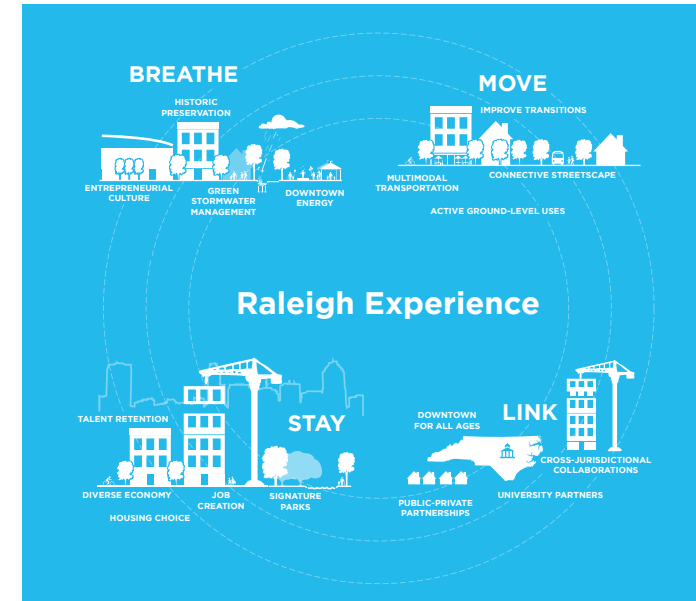 BREATHE
HISTORIC
PRESERVATION
ENTREPRENEURIAL
CULTURE
GREEN
STORMWATER
MANAGEMENT
DOWNTOWN
ENERGY
MOVE
IMPROVE TRANSITIONS
MULTIMODAL
TRANSPORTATION
CONNECTIVE STREETSCAPE
ACTIVE GROUND-LEVEL USES
Raleigh Experience
TALENT RETENTION
STAY
DIVERSE ECONOMY
JOB
CREATION
SIGNATURE
PARKS
HOUSING CHOICE
DOWNTOWN
FOR ALL AGES
LINK
CROSS-JURISDICTIONAL
COLLABORATIONS
PUBLIC-PRIVATE
PARTNERSHIPS
UNIVERSITY PARTNERS